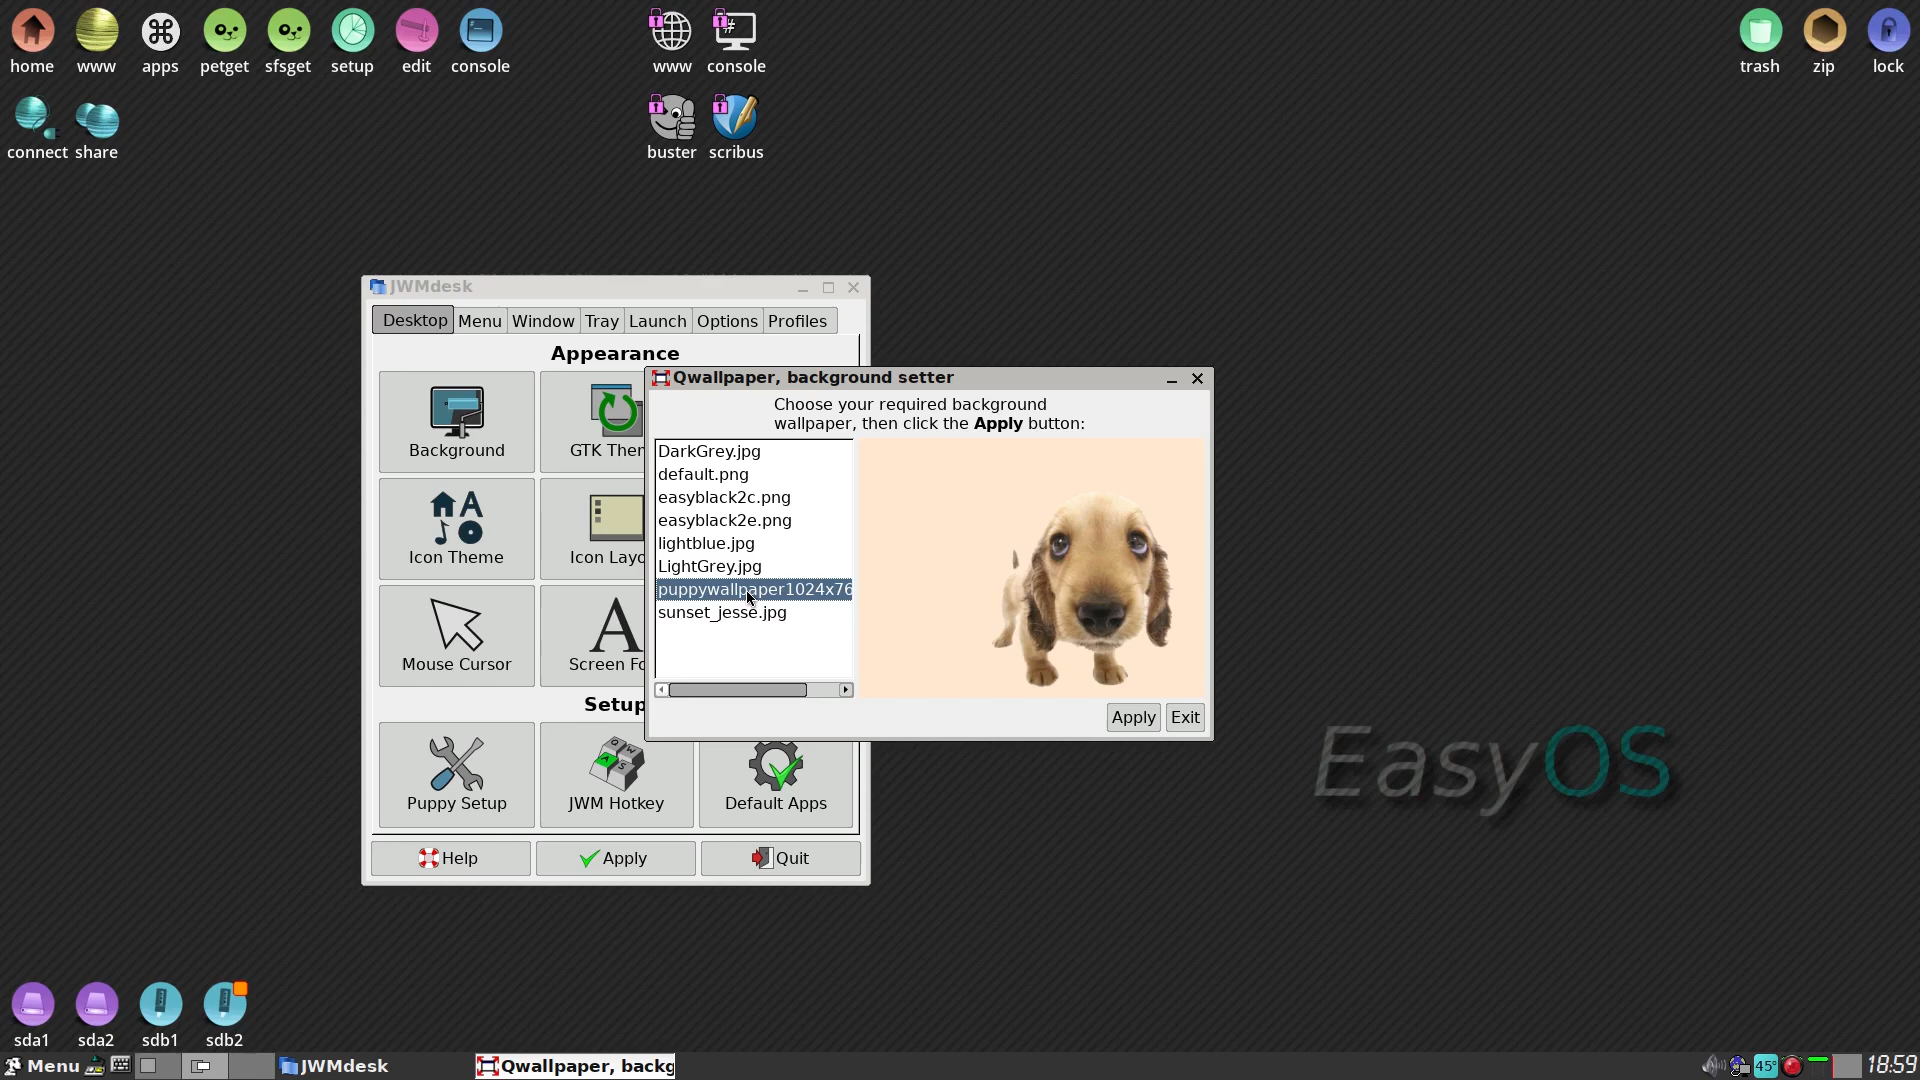 home
www
apps
petget
sfsget
setup
edit
console
www
console
trash
zip
lock
connect
share
buster
scribus
JWMdesk
Desktop
Menu
Window
Tray
Launch
Options
Profiles
Appearance
Background
GTK Them
Icon Theme
Icon Layo
Mouse Cursor
Screen Fo
Setup
Puppy Setup
JWM Hotkey
Default Apps
Help
Apply
Quit
Qwallpaper, background setter
Choose your required background
wallpaper, then click the Apply button:
DarkGrey.jpg
default.png
easyblack2c.png
easyblack2e.png
lightblue.jpg
LightGrey.jpg
puppywallpaper1024x76
sunset_jesse.jpg
Apply
Exit
EasyOS
sda1
sda2
sdb1
sdb2
Menu
JWMdesk
Qwallpaper, backg
45°
18:59